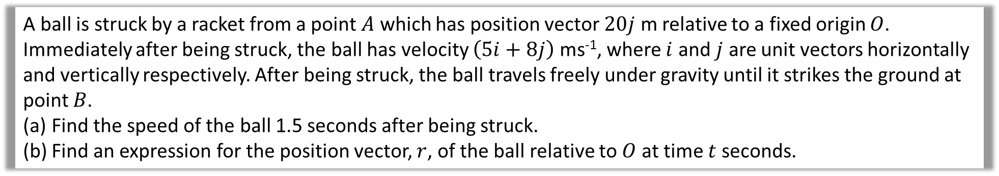 A ball is struck by a racket from a point A which has position vector 20j m relative to a fixed origin O.
Immediately after being struck, the ball has velocity (5i + 8j) ms⁻¹, where i and j are unit vectors horizontally
and vertically respectively. After being struck, the ball travels freely under gravity until it strikes the ground at
point B.
(a) Find the speed of the ball 1.5 seconds after being struck.
(b) Find an expression for the position vector, r, of the ball relative to O at time t seconds.